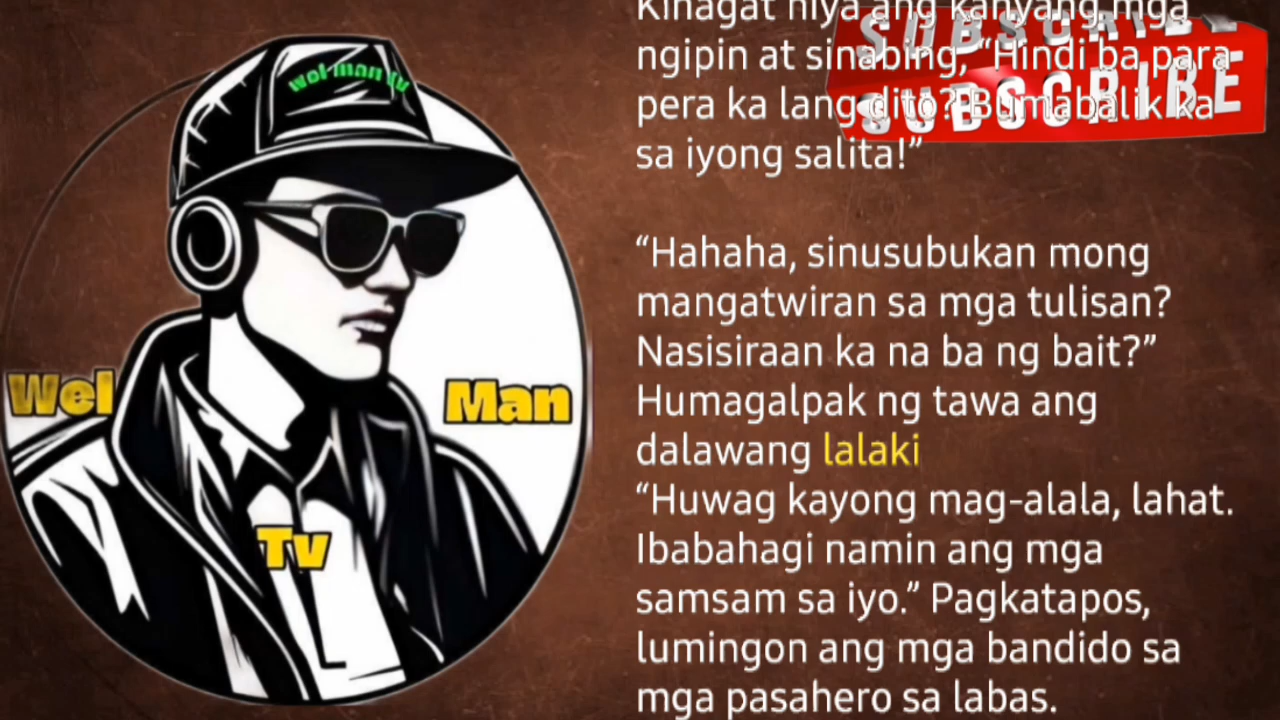 Kinagat niya ang kanyang mga
ngipin at sinabing, “Hindi ba para
pera ka lang dito? Bumabalik ka
sa iyong salita!”
“Hahaha, sinusubukan mong
mangatwiran sa mga tulisan?
Nasisiraan ka na ba ng bait?”
Humagalpak ng tawa ang
dalawang lalaki
“Huwag kayong mag-alala, lahat.
Ibabahagi namin ang mga
samsam sa iyo.” Pagkatapos,
lumingon ang mga bandido sa
mga pasahero sa labas.
SUBSCRIBE
SUBSCRIBE
wel man tv
Wel
Man
Tv